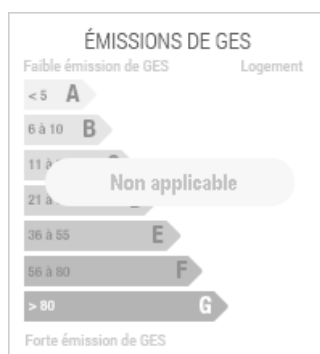 ÉMISSIONS DE GES
Faible émission de GES Logement
< 5 A
6 à 10 B
11 à
Non applicable
21 à
36 à 55 E
56 à 80 F
> 80 G
Forte émission de GES